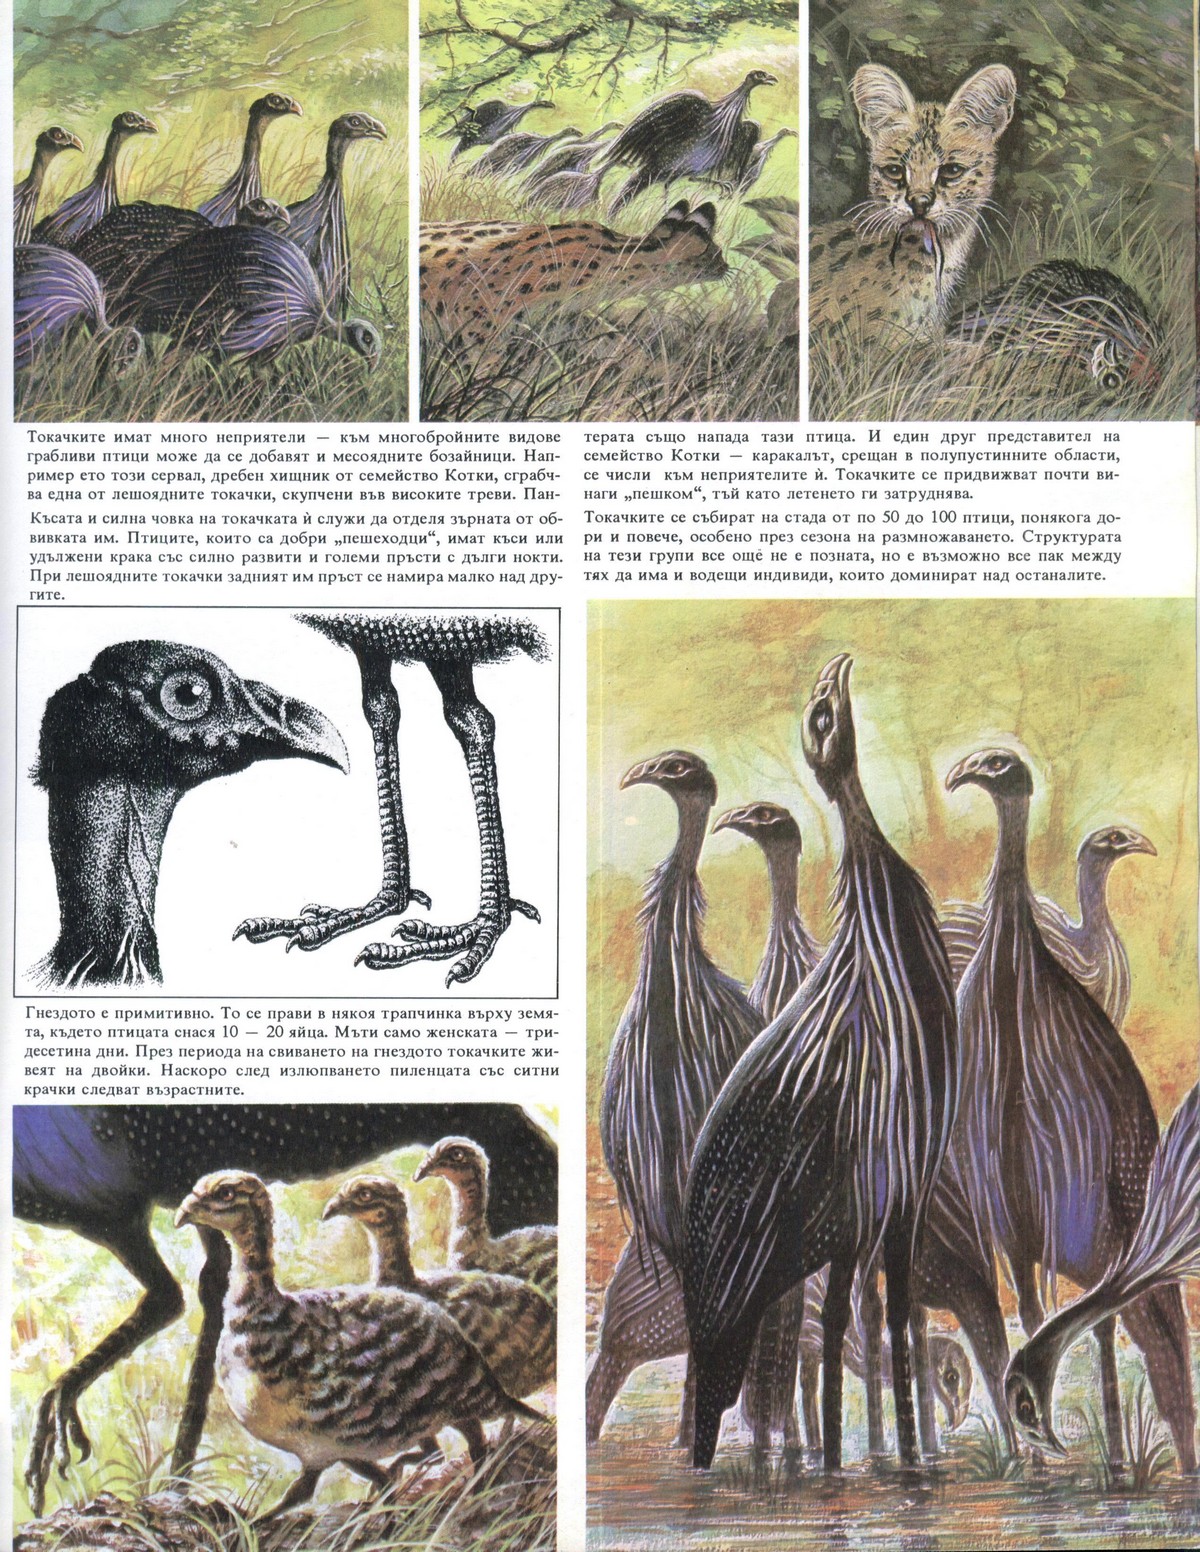 Токачките имат много неприятели — към многобройните видове
грабливи птици може да се добавят и месоядните бозайници. Нап-
ример ето този сервал, дребен хищник от семейство Котки, сграбч-
ва една от лешоядните токачки, скупчени във високите треви. Пан-
терата също напада тази птица. И един друг представител на
семейство Котки — каракалът, срещан в полупустинните области,
се числи към неприятелите ѝ. Токачките се придвижват почти ви-
наги „пешком“, тъй като летенето ги затруднява.
Късата и силна човка на токачката ѝ служи да отделя зърната от об-
вивката им. Птиците, които са добри „пешеходци“, имат къси или
удължени крака със силно развити и големи пръсти с дълги нокти.
При лешоядните токачки задният им пръст се намира малко над дру-
гите.
Токачките се събират на стада от по 50 до 100 птици, понякога до-
ри и повече, особено през сезона на размножаването. Структурата
на тези групи все още не е позната, но е възможно все пак между
тях да има и водещи индивиди, които доминират над останалите.
Гнездото е примитивно. То се прави в някоя трапчинка върху земя-
та, където птицата снася 10 — 20 яйца. Мъти само женската — три-
десетина дни. През периода на свиването на гнездото токачките жи-
веят на двойки. Наскоро след излюпването пиленцата със ситни
крачки следват възрастните.